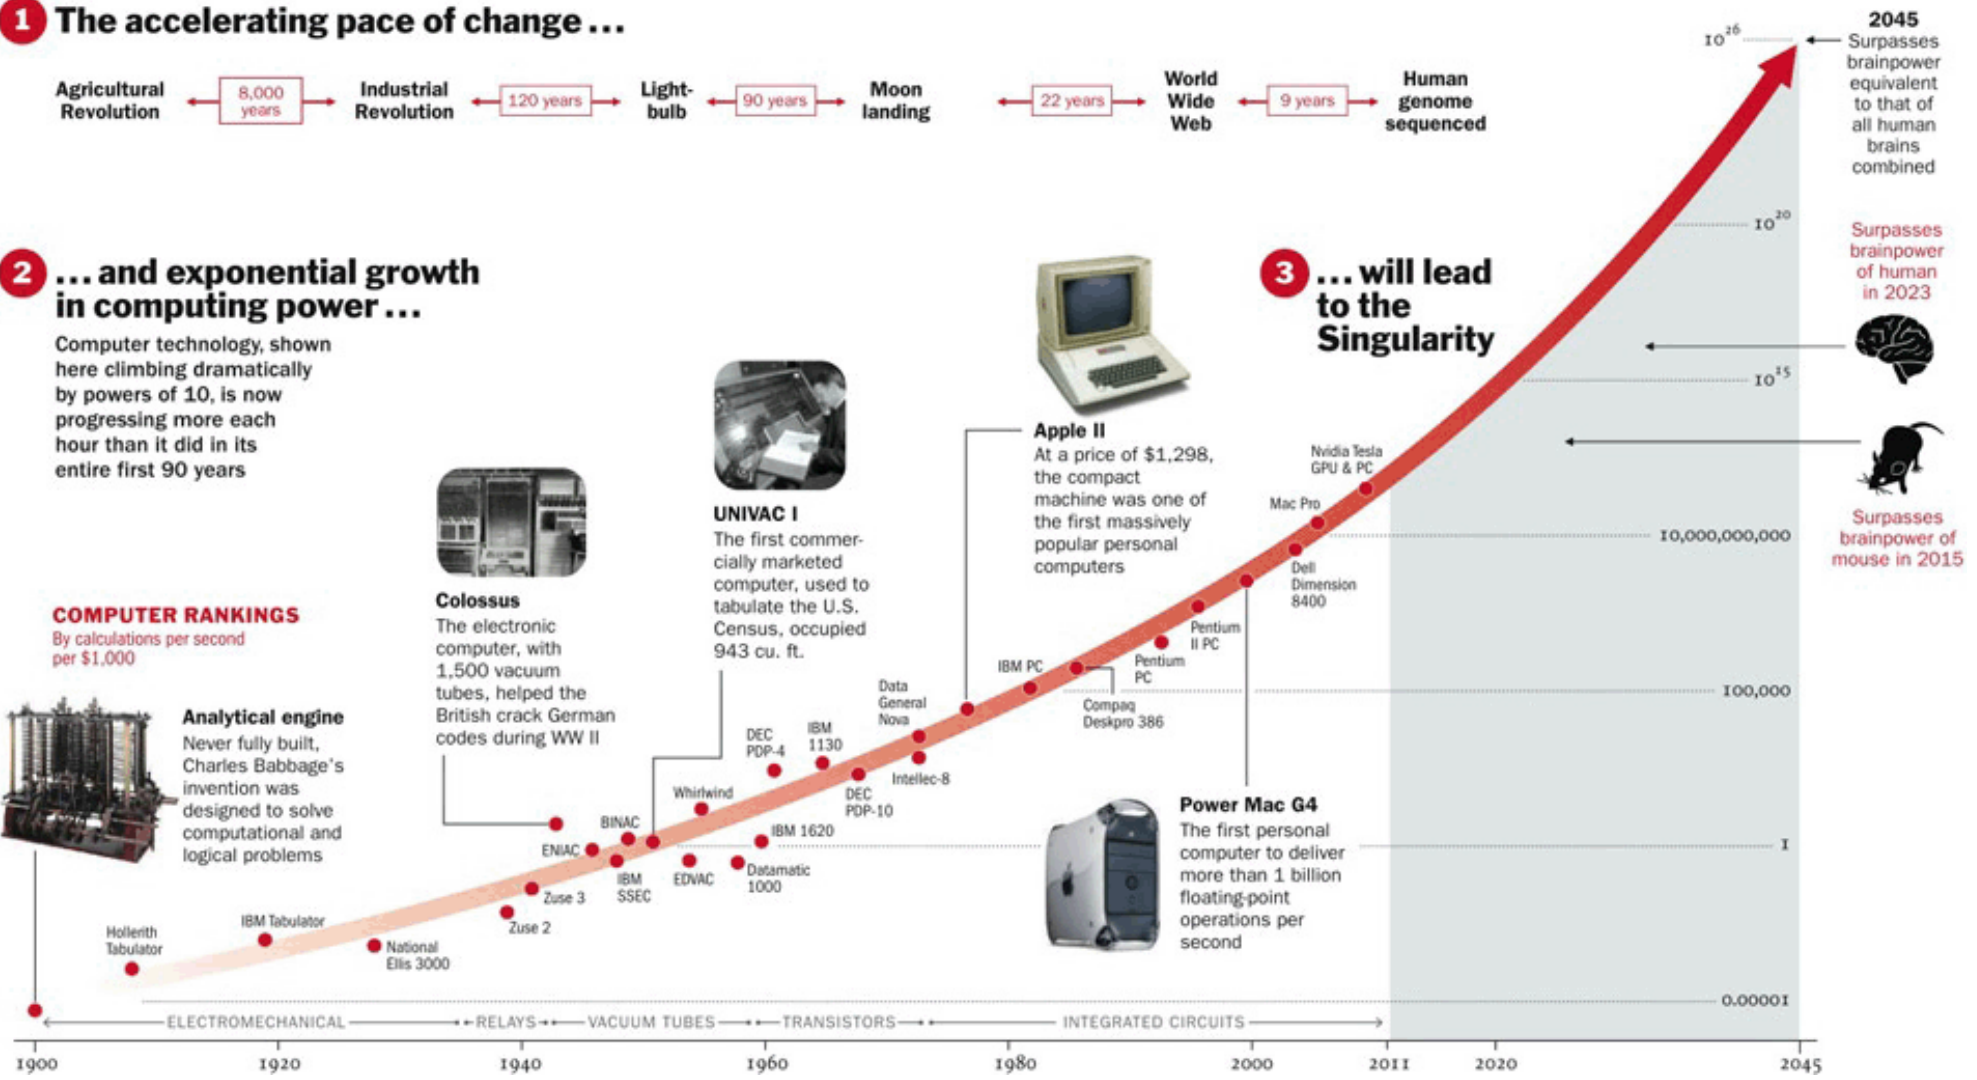 1 The accelerating pace of change ...
Agricultural
Revolution
8,000
years
Industrial
Revolution
120 years
Light-
bulb
90 years
Moon
landing
22 years
World
Wide
Web
9 years
Human
genome
sequenced
2 ... and exponential growth
in computing power ...
Computer technology, shown
here climbing dramatically
by powers of 10, is now
progressing more each
hour than it did in its
entire first 90 years
3 ... will lead
to the
Singularity
2045
Surpasses
brainpower
equivalent
to that of
all human
brains
combined
Surpasses
brainpower
of human
in 2023
Surpasses
brainpower of
mouse in 2015
10²⁶
10²⁰
10¹⁵
10,000,000,000
100,000
1
0.00001
COMPUTER RANKINGS
By calculations per second
per $1,000
Analytical engine
Never fully built,
Charles Babbage's
invention was
designed to solve
computational and
logical problems
Colossus
The electronic
computer, with
1,500 vacuum
tubes, helped the
British crack German
codes during WW II
UNIVAC I
The first commer-
cially marketed
computer, used to
tabulate the U.S.
Census, occupied
943 cu. ft.
Apple II
At a price of $1,298,
the compact
machine was one of
the first massively
popular personal
computers
Power Mac G4
The first personal
computer to deliver
more than 1 billion
floating-point
operations per
second
Hollerith
Tabulator
IBM Tabulator
National
Ellis 3000
Zuse 2
Zuse 3
ENIAC
BINAC
IBM
SSEC
Whirlwind
EDVAC
Datamatic
1000
IBM 1620
DEC
PDP-4
IBM
1130
DEC
PDP-10
Data
General
Nova
Intellec-8
IBM PC
Compaq
Deskpro 386
Pentium
PC
Pentium
II PC
Dell
Dimension
8400
Mac Pro
Nvidia Tesla
GPU & PC
ELECTROMECHANICAL
RELAYS
VACUUM TUBES
TRANSISTORS
INTEGRATED CIRCUITS
1900
1920
1940
1960
1980
2000
2011
2020
2045